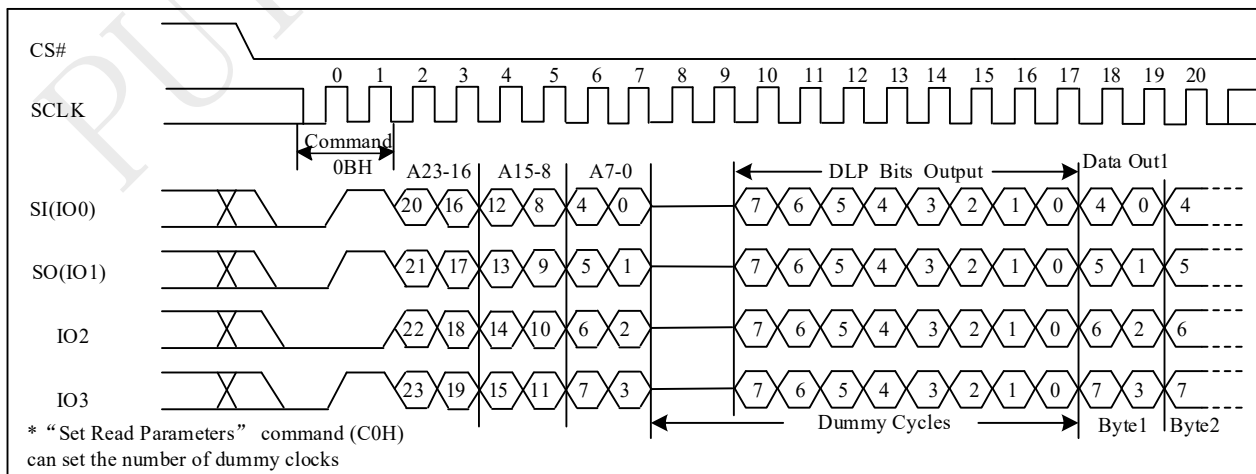 PUY
CS#
0 1 2 3 4 5 6 7 8 9 10 11 12 13 14 15 16 17 18 19 20
SCLK
Command
0BH
A23-16 A15-8 A7-0 DLP Bits Output Data Out1
SI(IO0) 20 16 12 8 4 0 7 6 5 4 3 2 1 0 4 0 4
SO(IO1) 21 17 13 9 5 1 7 6 5 4 3 2 1 0 5 1 5
IO2 22 18 14 10 6 2 7 6 5 4 3 2 1 0 6 2 6
IO3 23 19 15 11 7 3 7 6 5 4 3 2 1 0 7 3 7
Dummy Cycles Byte1 Byte2
* “Set Read Parameters” command (C0H)
can set the number of dummy clocks